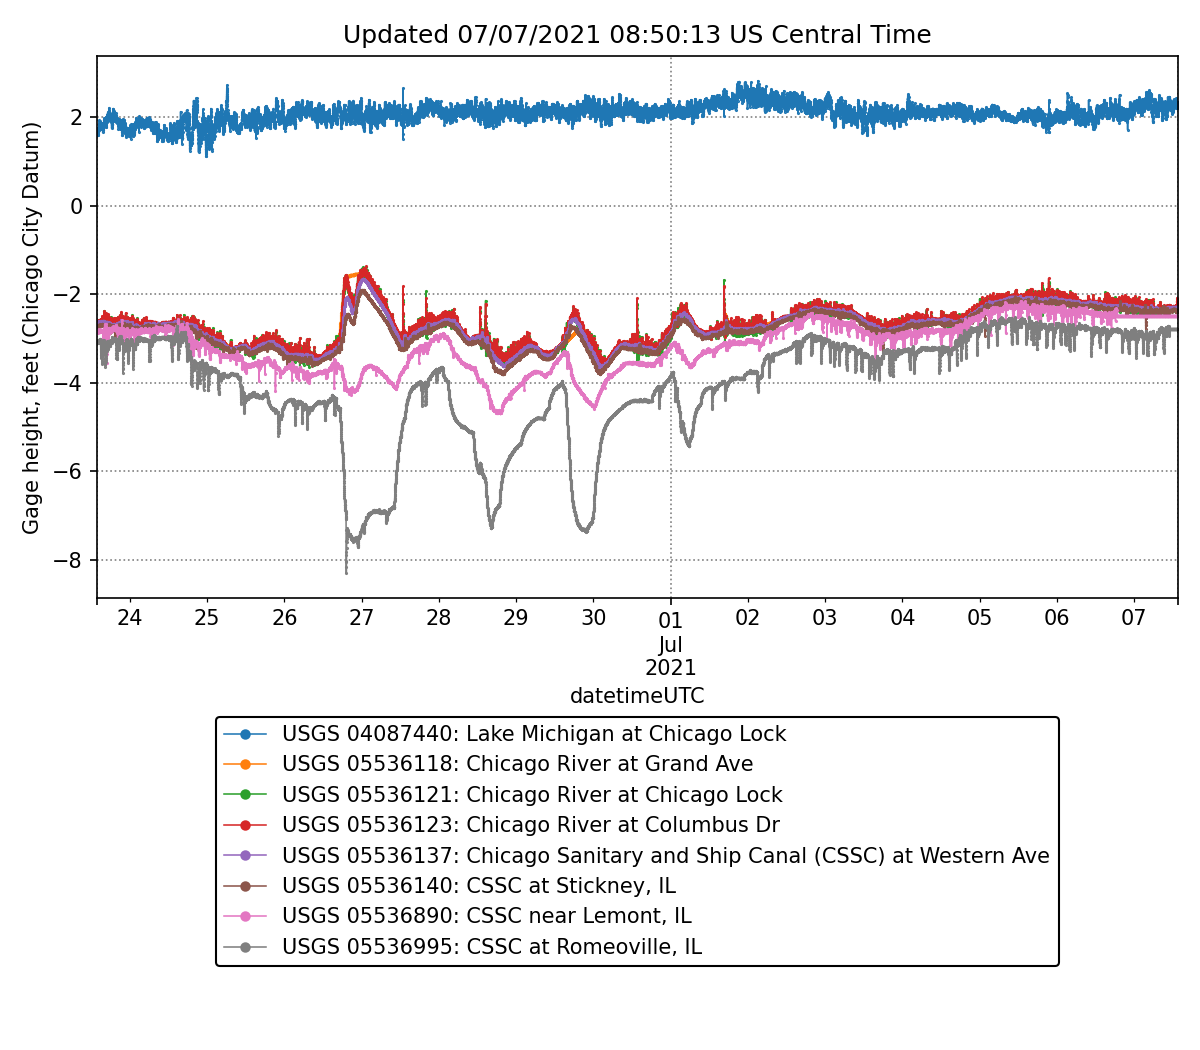 Updated 07/07/2021 08:50:13 US Central Time
Gage height, feet (Chicago City Datum)
2
0
−2
−4
−6
−8
24 25 26 27 28 29 30 01 02 03 04 05 06 07
Jul
2021
datetimeUTC
USGS 04087440: Lake Michigan at Chicago Lock
USGS 05536118: Chicago River at Grand Ave
USGS 05536121: Chicago River at Chicago Lock
USGS 05536123: Chicago River at Columbus Dr
USGS 05536137: Chicago Sanitary and Ship Canal (CSSC) at Western Ave
USGS 05536140: CSSC at Stickney, IL
USGS 05536890: CSSC near Lemont, IL
USGS 05536995: CSSC at Romeoville, IL